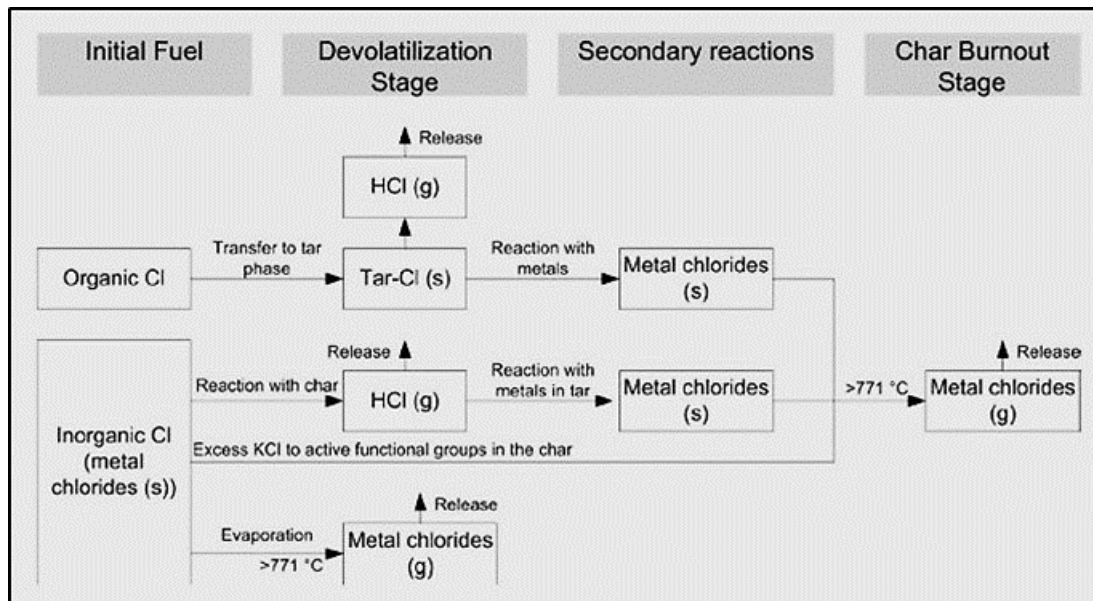 Initial Fuel
Devolatilization
Stage
Secondary reactions
Char Burnout
Stage
Release
HCl (g)
Organic Cl
Transfer to tar
phase
Tar-Cl (s)
Reaction with
metals
Metal chlorides
(s)
Inorganic Cl
(metal
chlorides (s))
Reaction with char
Release
HCl (g)
Reaction with
metals in tar
Metal chlorides
(s)
>771 °C
Release
Metal chlorides
(g)
Excess KCl to active functional groups in the char
Evaporation
>771 °C
Release
Metal chlorides
(g)